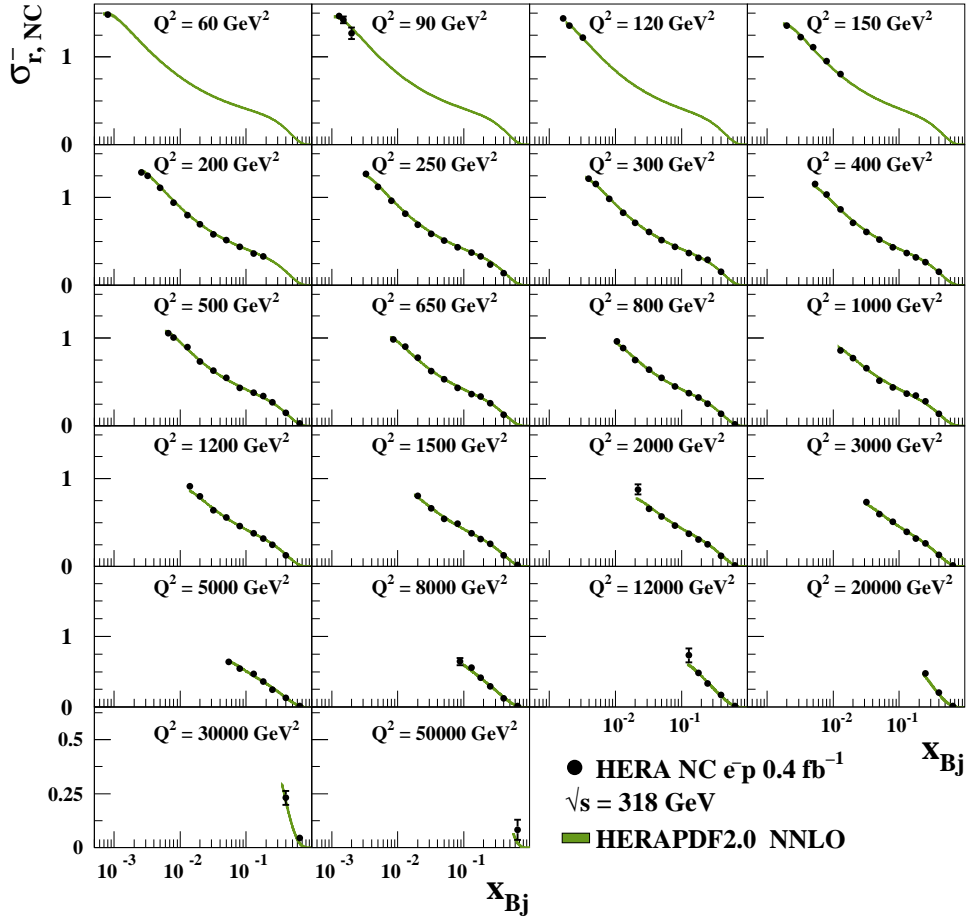 σ⁻r, NC
Q² = 60 GeV²
Q² = 90 GeV²
Q² = 120 GeV²
Q² = 150 GeV²
1
0
Q² = 200 GeV²
Q² = 250 GeV²
Q² = 300 GeV²
Q² = 400 GeV²
1
0
Q² = 500 GeV²
Q² = 650 GeV²
Q² = 800 GeV²
Q² = 1000 GeV²
1
0
Q² = 1200 GeV²
Q² = 1500 GeV²
Q² = 2000 GeV²
Q² = 3000 GeV²
1
0
Q² = 5000 GeV²
Q² = 8000 GeV²
Q² = 12000 GeV²
Q² = 20000 GeV²
1
0
10⁻² 10⁻¹
10⁻² 10⁻¹
xBj
Q² = 30000 GeV²
Q² = 50000 GeV²
0.5
0.25
0
10⁻³ 10⁻² 10⁻¹
10⁻³ 10⁻² 10⁻¹
xBj
HERA NC e⁻p 0.4 fb⁻¹
√s = 318 GeV
HERAPDF2.0 NNLO